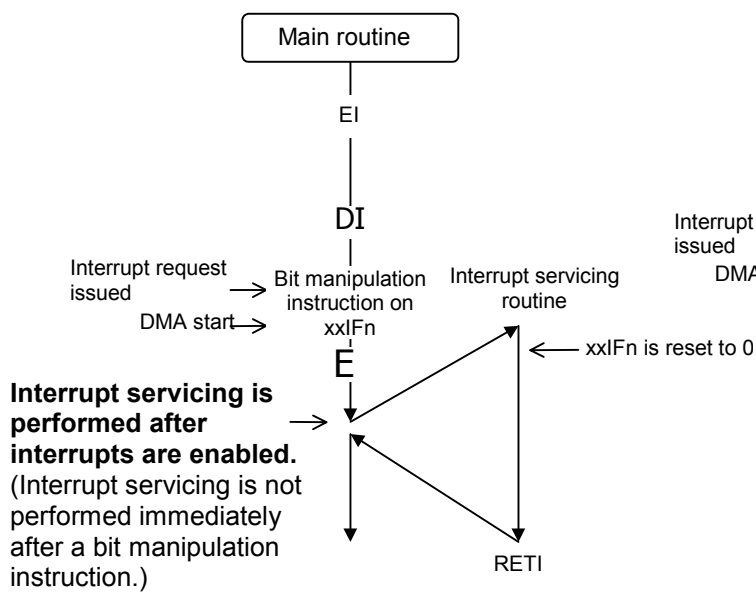 Main routine
EI
DI
Interrupt request
issued
DMA start
Bit manipulation
instruction on
xxIFn
E
Interrupt servicing
routine
xxIFn is reset to 0
Interrupt
issued
DMA
Interrupt servicing is
performed after
interrupts are enabled.
(Interrupt servicing is not
performed immediately
after a bit manipulation
instruction.)
RETI